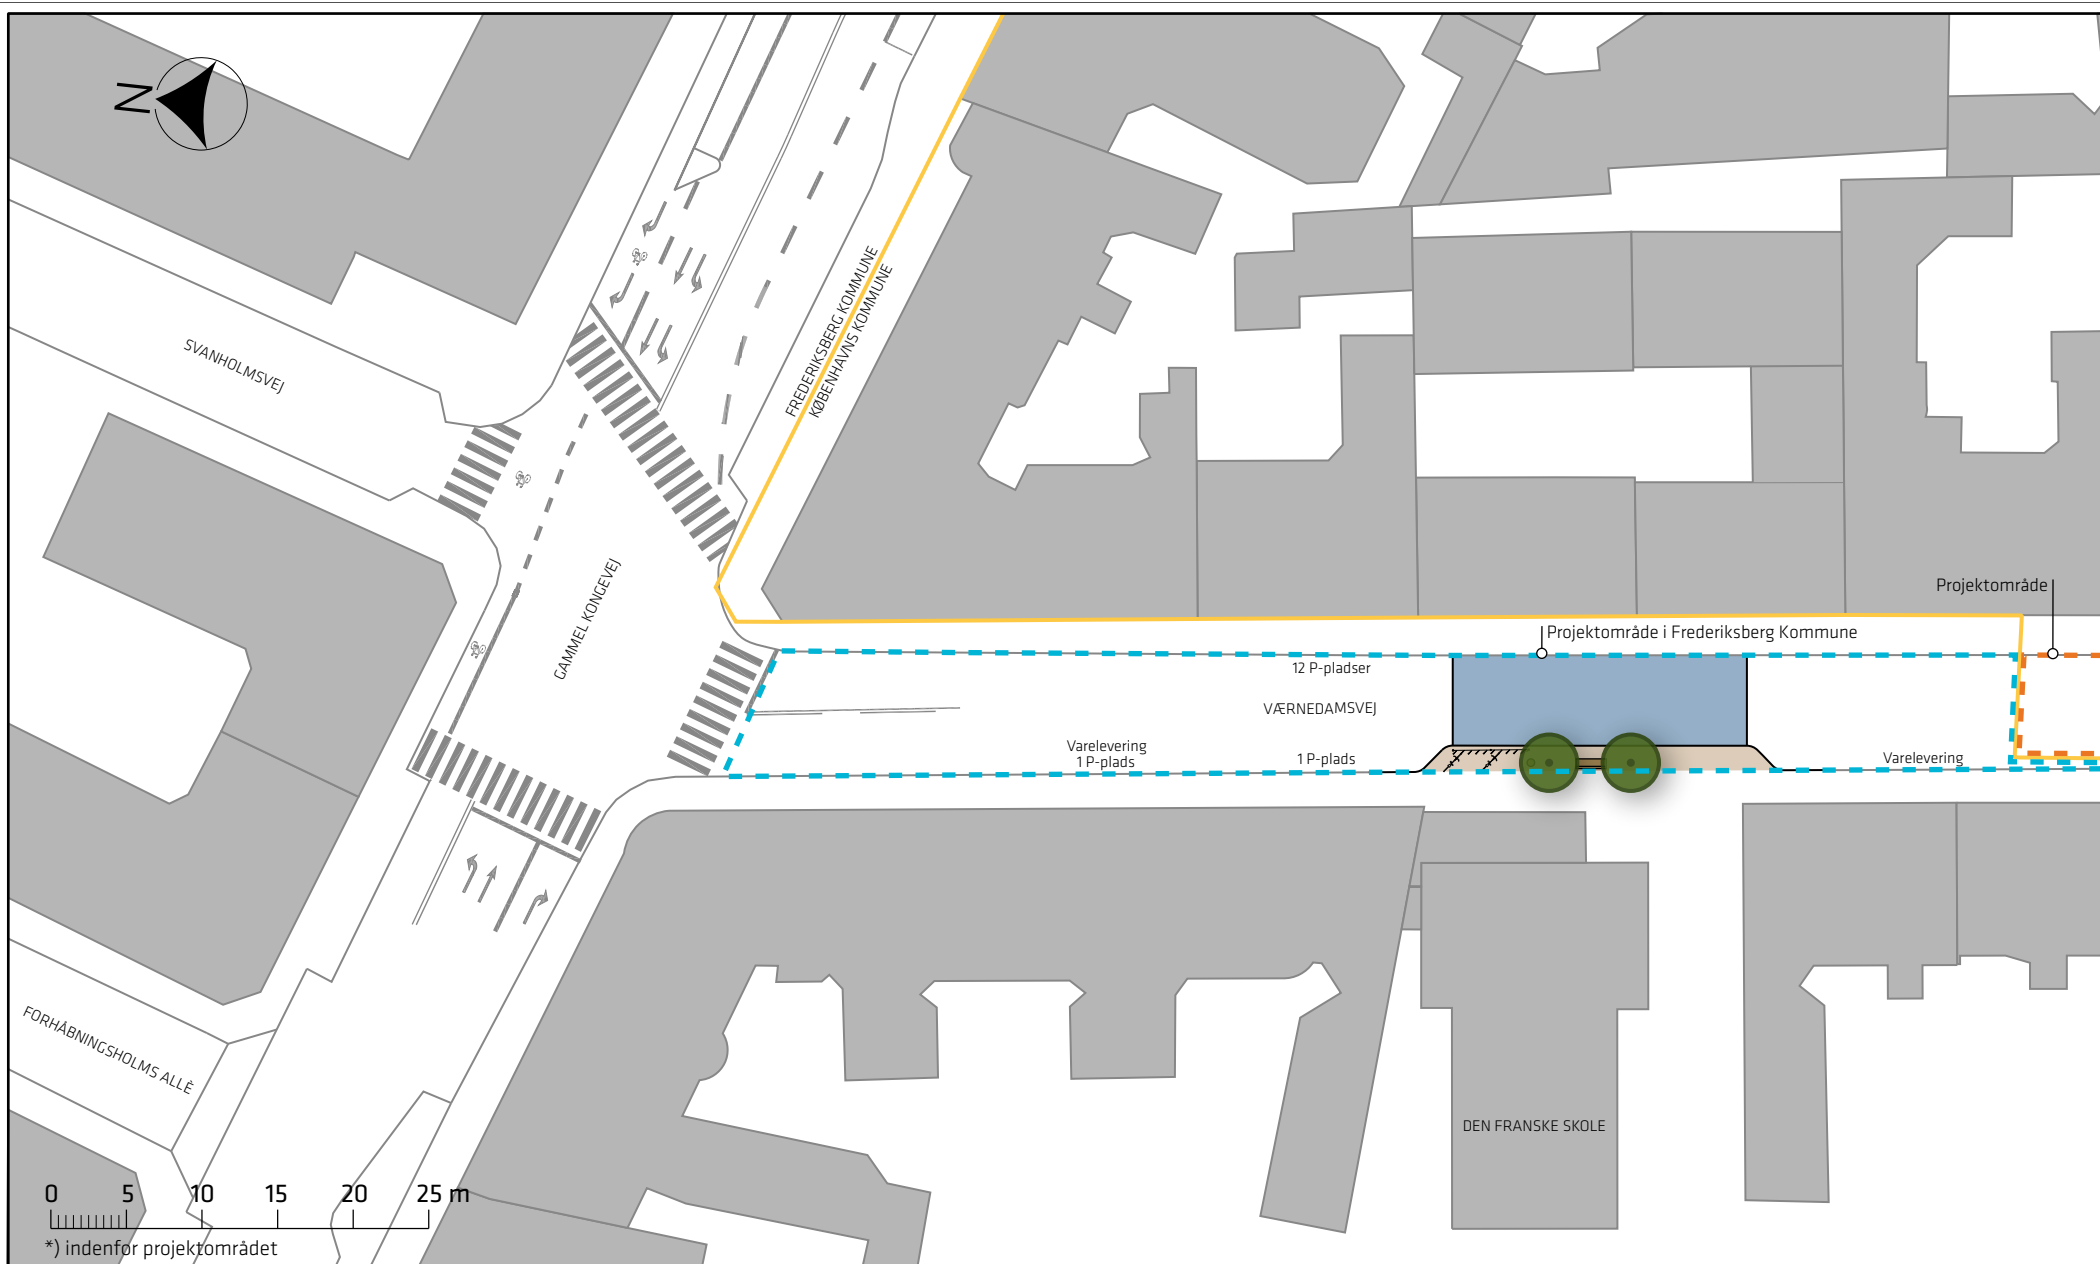 N
SVANHOLMSVEJ
FREDERIKSBERG KOMMUNE
KØBENHAVNS KOMMUNE
GAMMEL KONGEVEJ
Projektområde
Projektområde i Frederiksberg Kommune
12 P-pladser
VÆRNEDAMSVEJ
Varelevering
1 P-plads
1 P-plads
Varelevering
FORHÅBNINGSHOLMS ALLÈ
DEN FRANSKE SKOLE
0 5 10 15 20 25 m
*) indenfor projektområdet